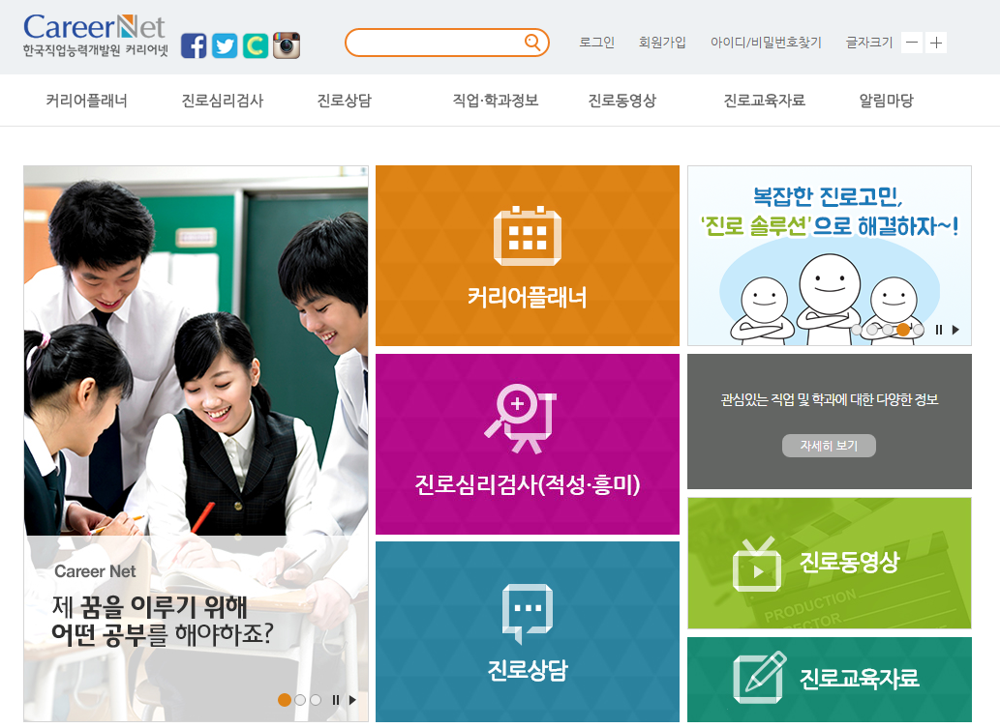 CareerNet
한국직업능력개발원 커리어넷
로그인 회원가입 아이디/비밀번호찾기 글자크기
커리어플래너 진로심리검사 진로상담 직업·학과정보 진로동영상 진로교육자료 알림마당
Career Net
제 꿈을 이루기 위해
어떤 공부를 해야하죠?
커리어플래너
진로심리검사(적성·흥미)
진로상담
복잡한 진로고민,
'진로 솔루션'으로 해결하자~!
관심있는 직업 및 학과에 대한 다양한 정보
자세히 보기
진로동영상
PRODUCTION
진로교육자료